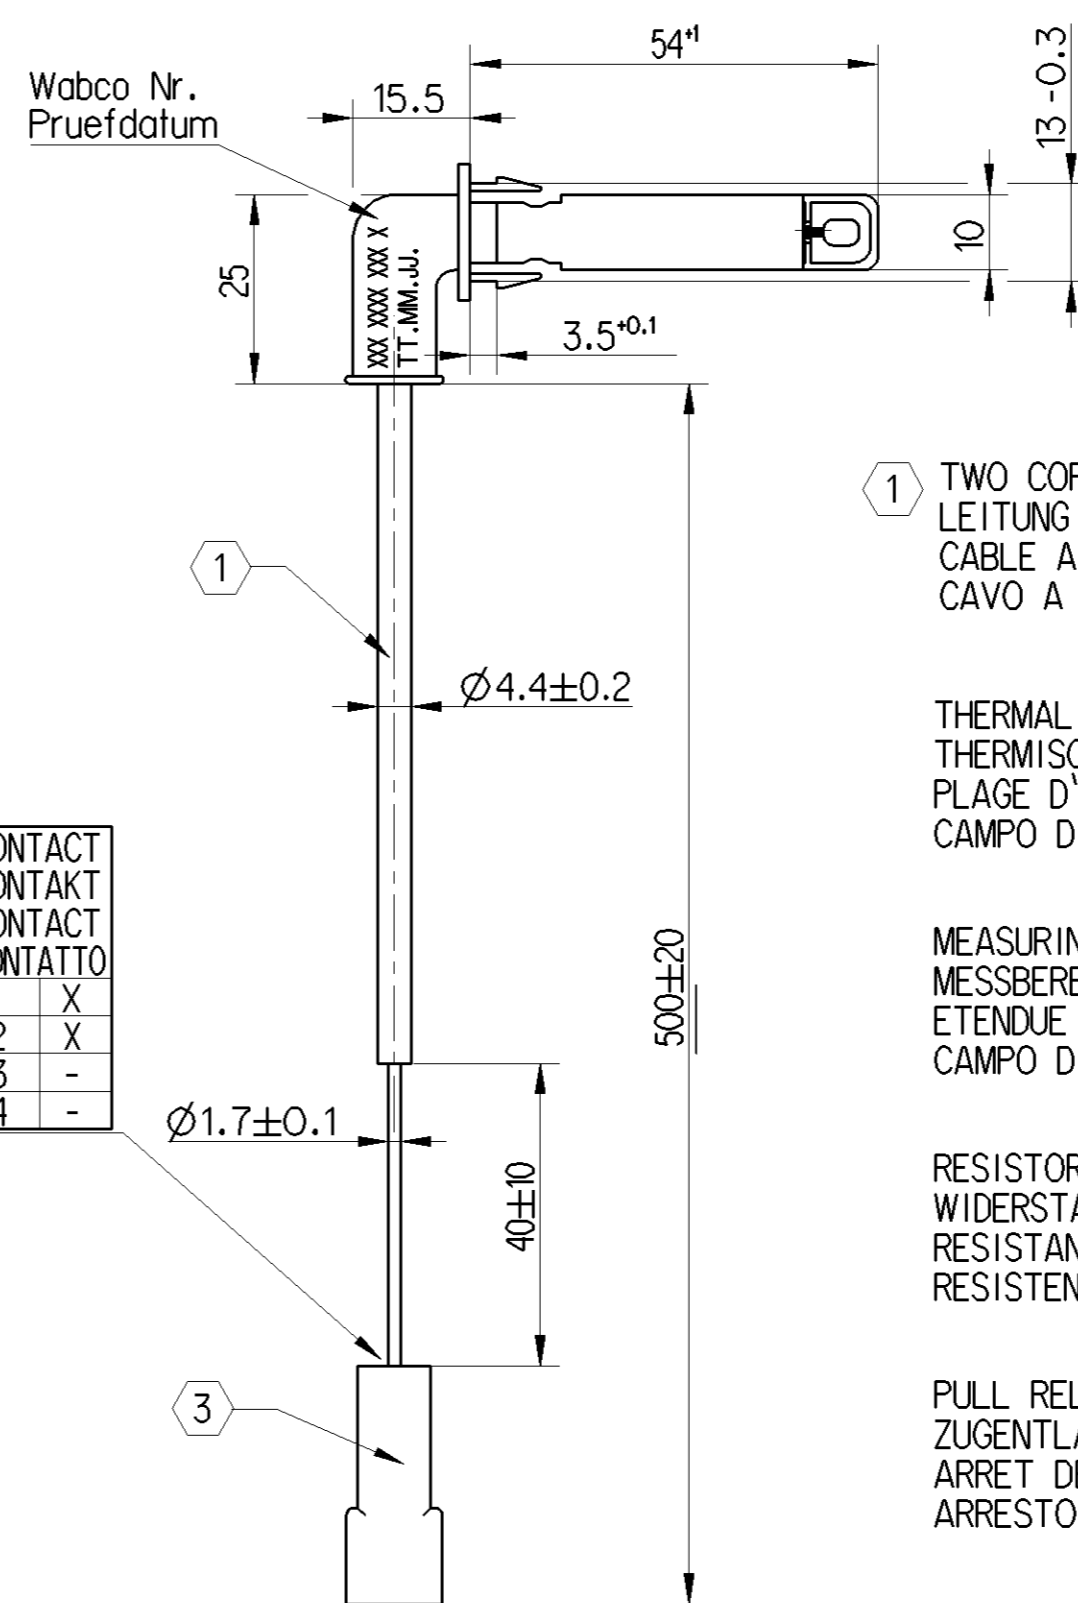 54+1
13 -0.3
Wabco Nr.
Pruefdatum
15.5
10
25
XXX XXX XXX X
TT.MM.JJ.
3.5+0.1
1
TWO COR
LEITUNG
CABLE A
CAVO A
1
Ø4.4±0.2
THERMAL
THERMISC
PLAGE D'
CAMPO D
ONTACT
ONTAKT
ONTACT
ONTATTO
X
2 X
3 -
4 -
500±20
MEASURIN
MESSBERE
ETENDUE
CAMPO D
Ø1.7±0.1
40±10
RESISTOR
WIDERSTA
RESISTAN
RESISTEN
3
PULL REL
ZUGENTLA
ARRET DE
ARRESTO